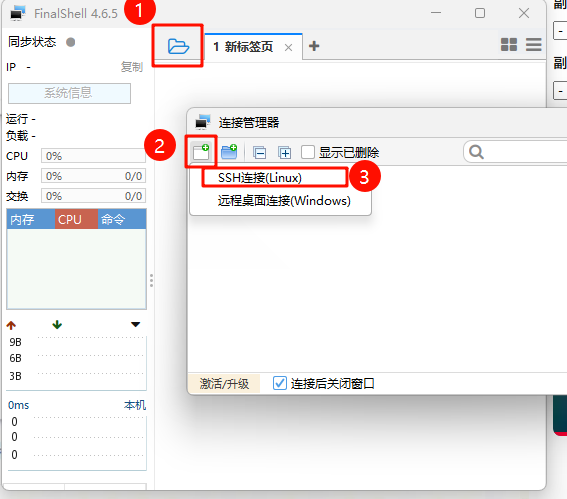 FinalShell 4.6.5
1
同步状态
IP -
复制
系统信息
运行 -
负载 -
CPU 0%
内存 0% 0/0
交换 0% 0/0
内存 CPU 命令
9B
6B
3B
0ms 本机
0
0
0
1 新标签页
连接管理器
2
显示已删除
SSH连接(Linux)
3
远程桌面连接(Windows)
激活/升级
连接后关闭窗口